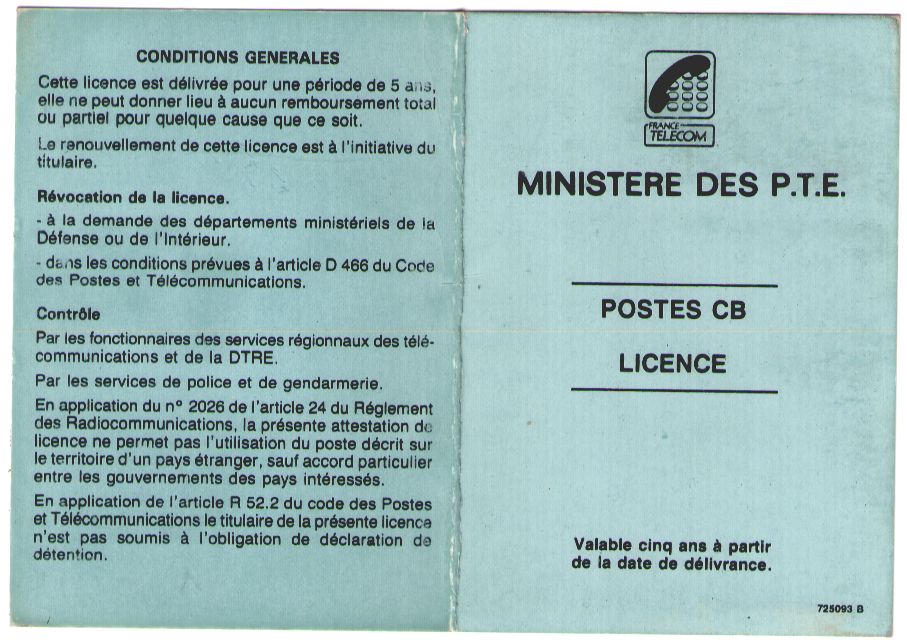 CONDITIONS GENERALES
Cette licence est délivrée pour une période de 5 ans,
elle ne peut donner lieu à aucun remboursement total
ou partiel pour quelque cause que ce soit.
Le renouvellement de cette licence est à l'initiative du
titulaire.
Révocation de la licence.
- à la demande des départements ministériels de la
Défense ou de l'Intérieur.
- dans les conditions prévues à l'article D 466 du Code
des Postes et Télécommunications.
Contrôle
Par les fonctionnaires des services régionnaux des télé-
communications et de la DTRE.
Par les services de police et de gendarmerie.
En application du n° 2026 de l'article 24 du Réglement
des Radiocommunications, la présente attestation de
licence ne permet pas l'utilisation du poste décrit sur
le territoire d'un pays étranger, sauf accord particulier
entre les gouvernements des pays intéressés.
En application de l'article R 52.2 du code des Postes
et Télécommunications le titulaire de la présente licence
n'est pas soumis à l'obligation de déclaration de
détention.
FRANCE
TELECOM
MINISTERE DES P.T.E.
POSTES CB
LICENCE
Valable cinq ans à partir
de la date de délivrance.
725093 B